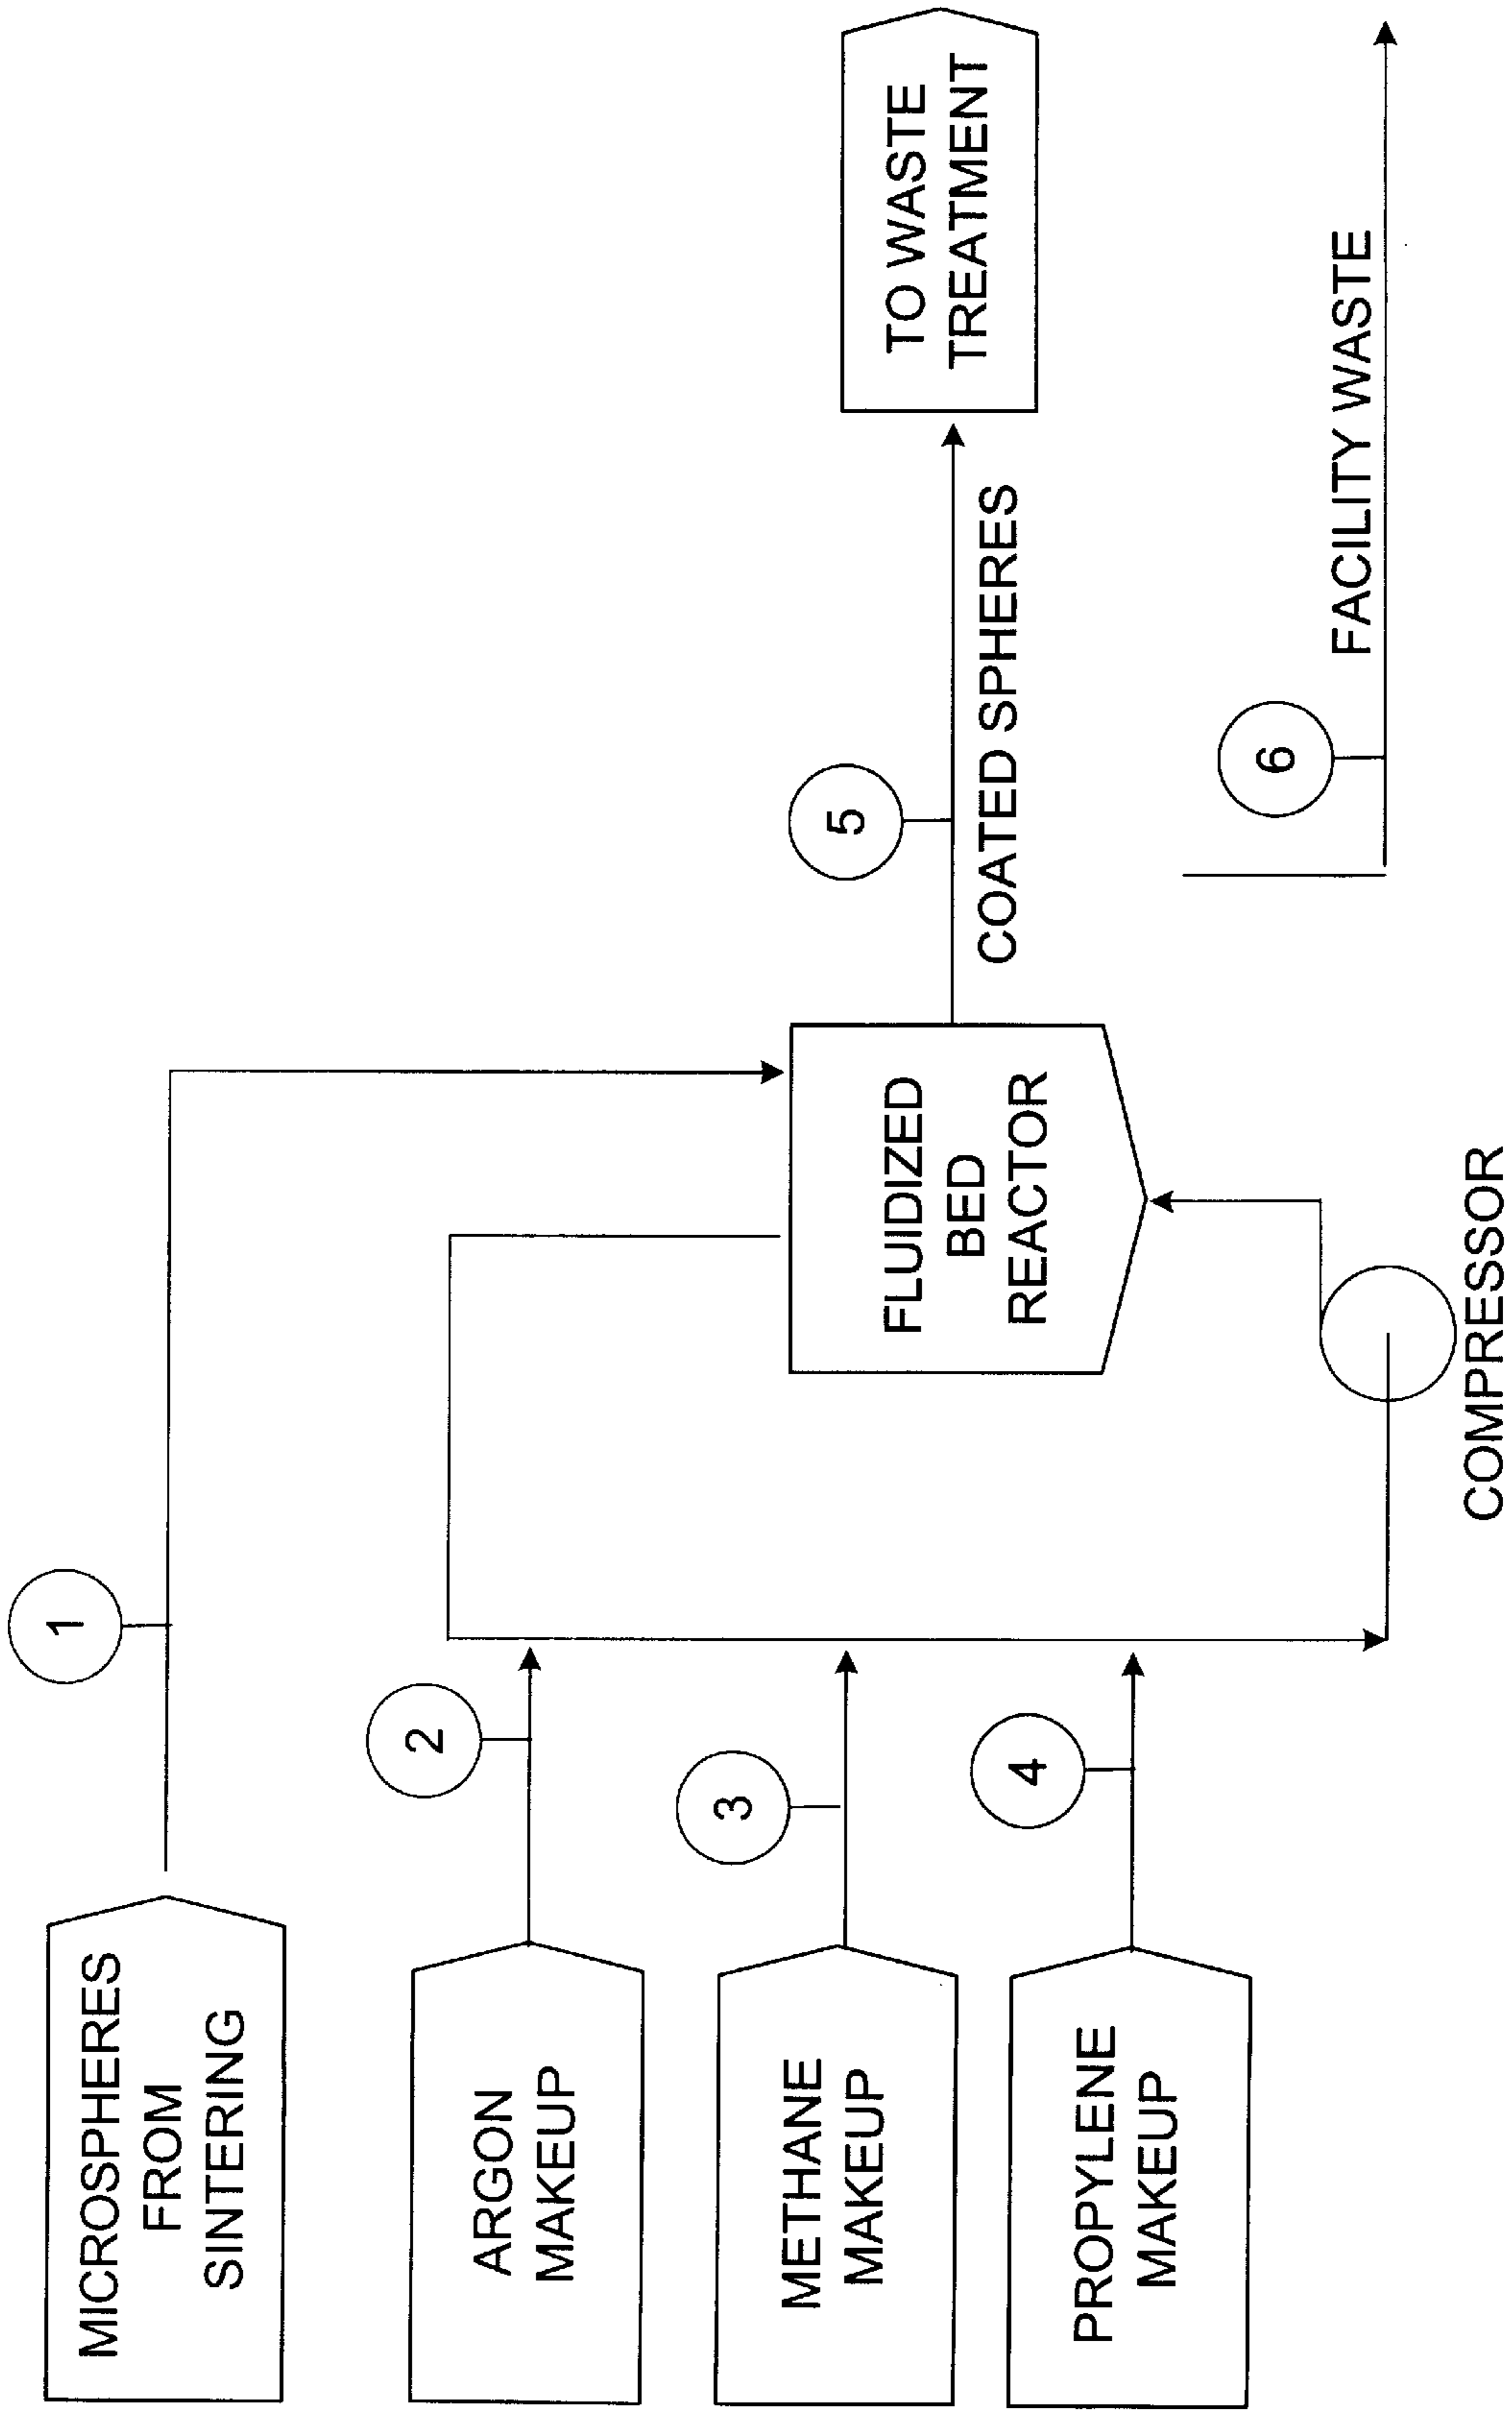 1
MICROSPHERES
FROM
SINTERING
2
ARGON
MAKEUP
3
METHANE
MAKEUP
4
PROPYLENE
MAKEUP
FLUIDIZED
BED
REACTOR
COMPRESSOR
5
COATED SPHERES
TO WASTE
TREATMENT
6
FACILITY WASTE